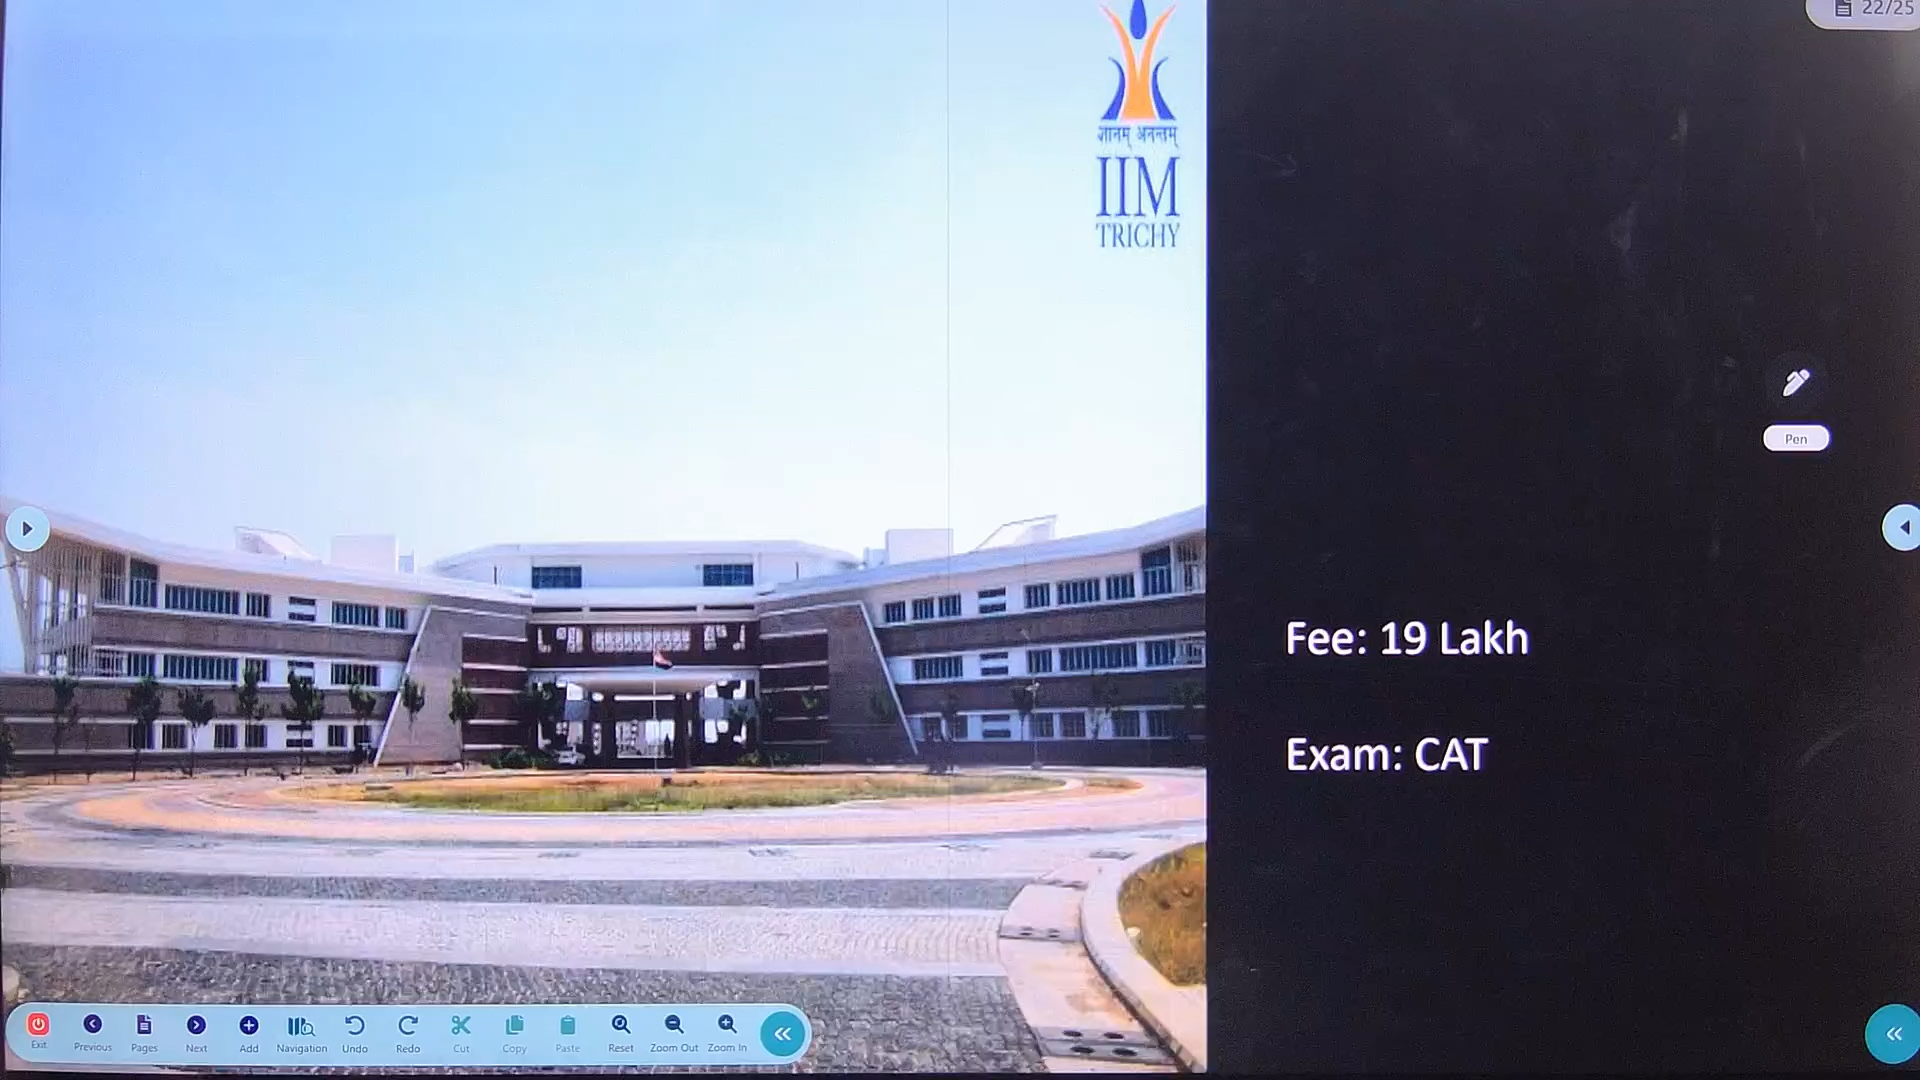 22/25
ज्ञानम् अनन्तम्
IIM
TRICHY
Pen
Fee: 19 Lakh
Exam: CAT
Exit
Previous
Pages
Next
Add
Navigation
Undo
Redo
Cut
Copy
Paste
Reset
Zoom Out
Zoom In